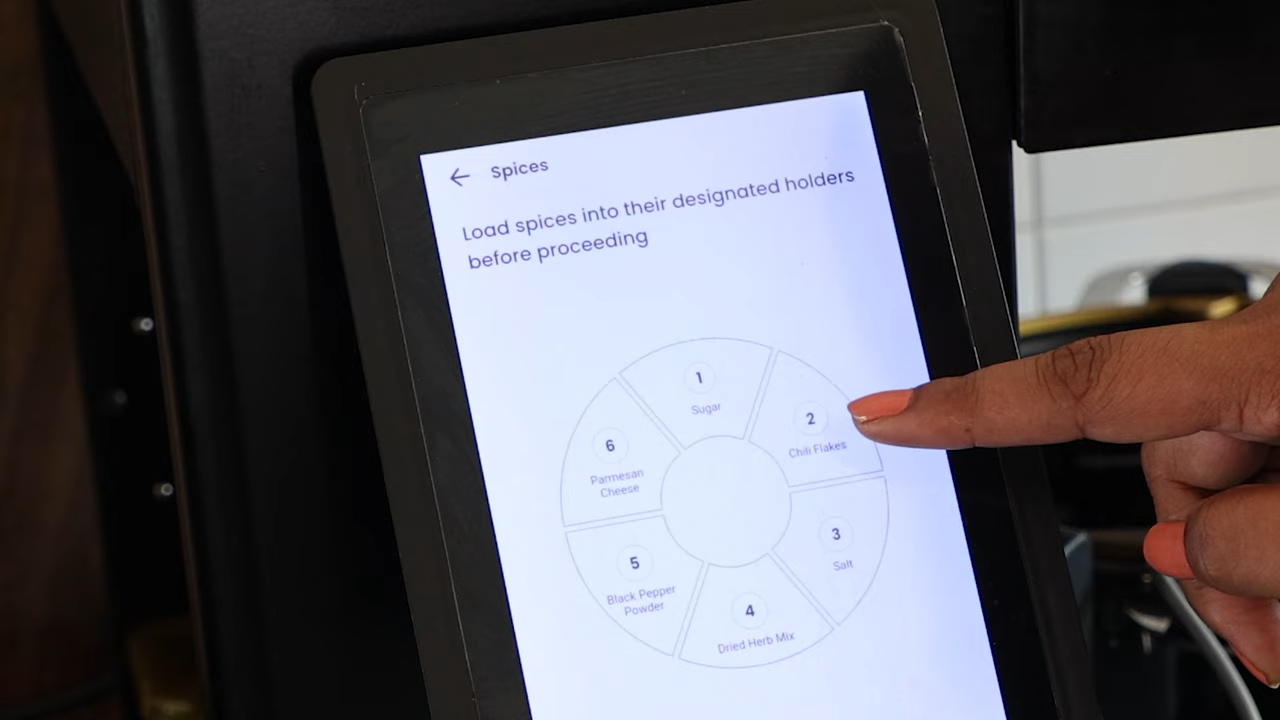 ← Spices
Load spices into their designated holders
before proceeding
1
Sugar
2
Chili Flakes
3
Salt
4
Dried Herb Mix
5
Black Pepper
Powder
6
Parmesan
Cheese